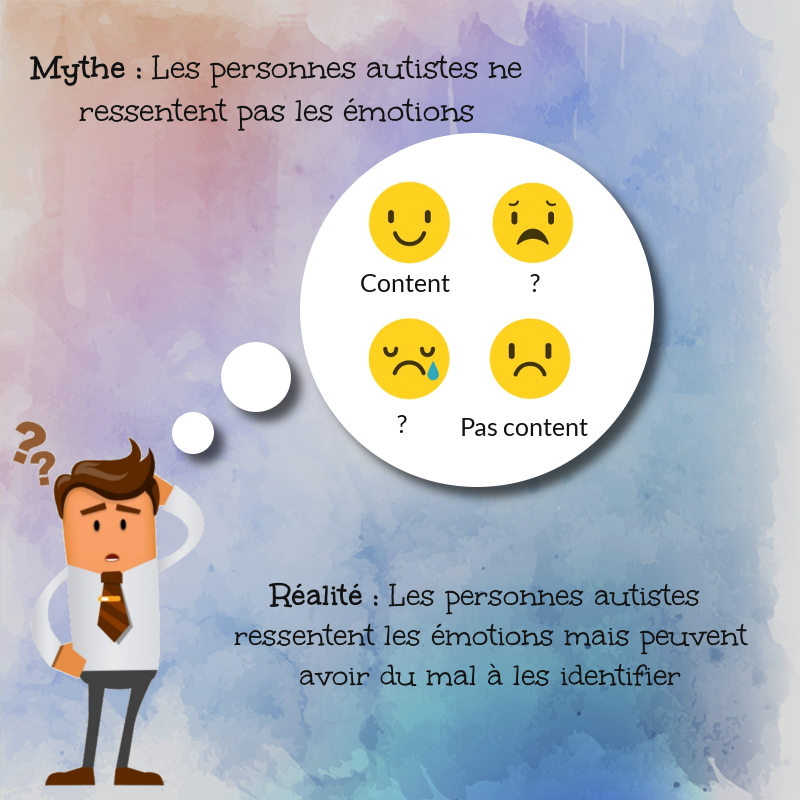 Mythe : Les personnes autistes ne
ressentent pas les émotions
Content
?
?
Pas content
??
Réalité : Les personnes autistes
ressentent les émotions mais peuvent
avoir du mal à les identifier